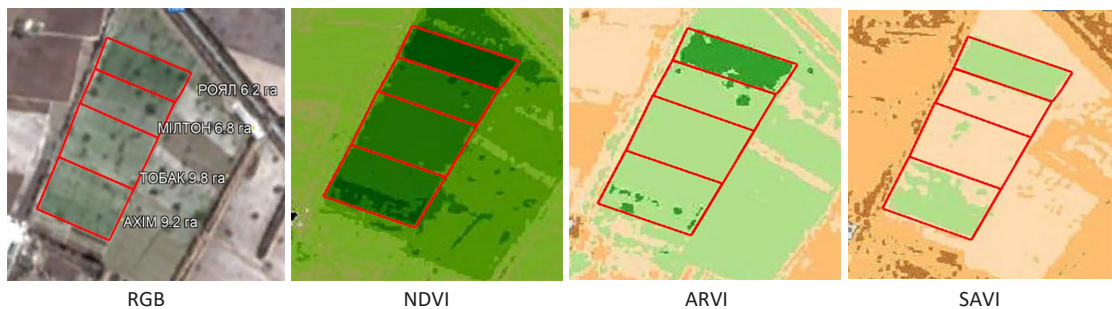 РОЯЛ 6.2 га
МІЛТОН 6.8 га
ТОБАК 9.8 га
АХІМ 9.2 га
RGB
NDVI
ARVI
SAVI